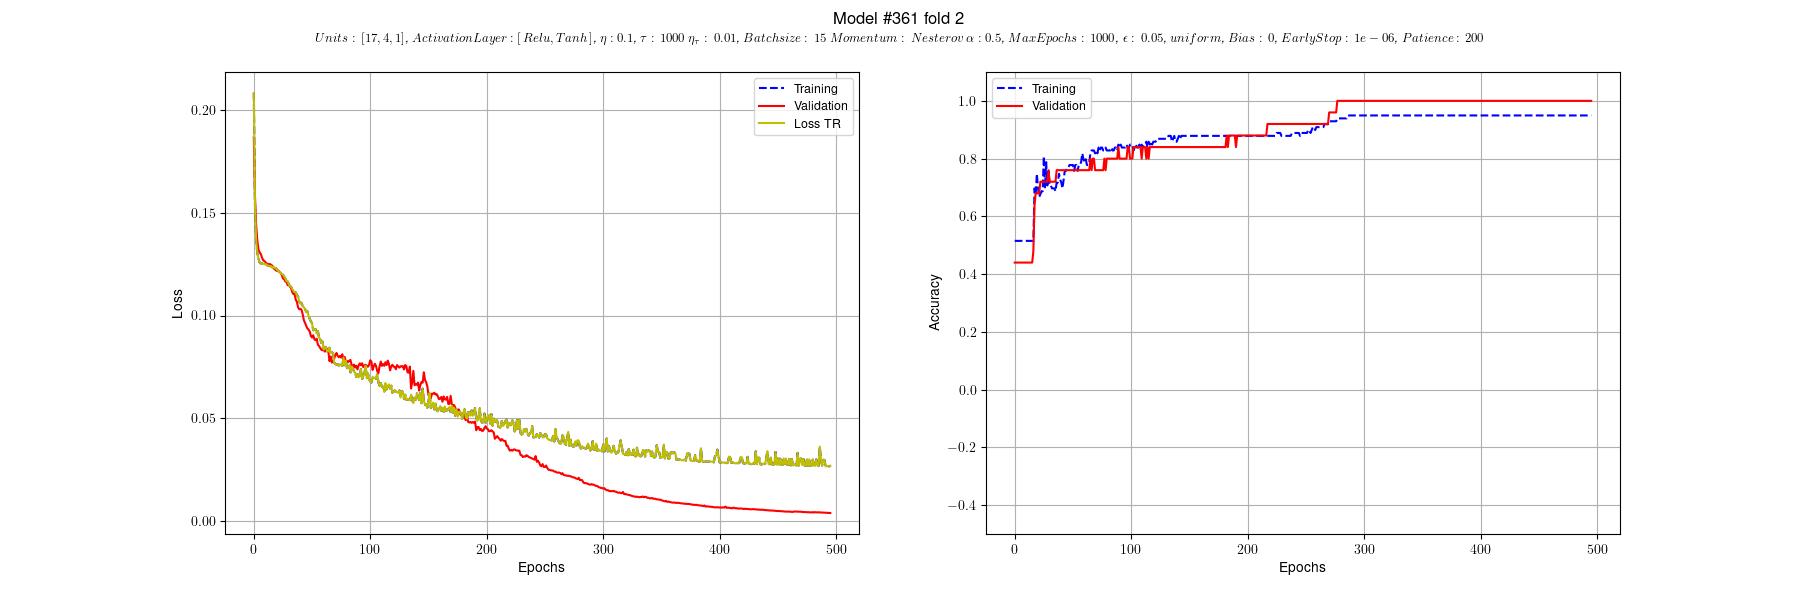 Model #361 fold 2
Units : [17, 4, 1], ActivationLayer : [ Relu, Tanh ], η : 0.1, τ : 1000 η_τ : 0.01, Batchsize : 15 Momentum : Nesterov α : 0.5, MaxEpochs : 1000, ϵ : 0.05, uniform, Bias : 0, EarlyStop : 1e − 06, Patience : 200
Training
Validation
Loss TR
0.20
0.15
0.10
0.05
0.00
Loss
0 100 200 300 400 500
Epochs
Training
Validation
1.0
0.8
0.6
0.4
0.2
0.0
−0.2
−0.4
Accuracy
0 100 200 300 400 500
Epochs